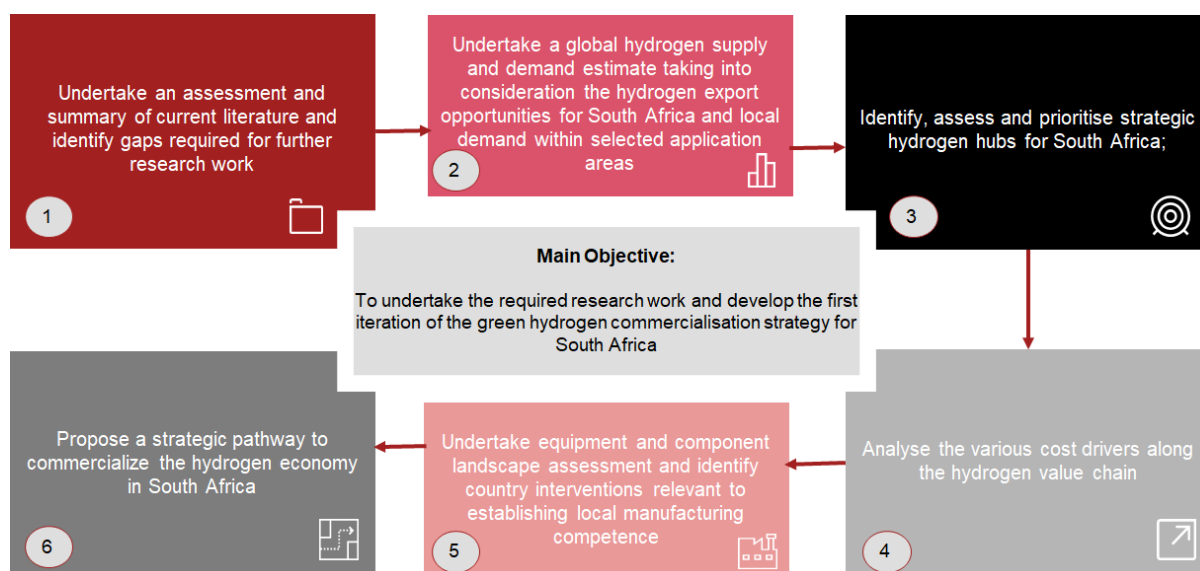 Undertake an assessment and
summary of current literature and
identify gaps required for further
research work
1
Undertake a global hydrogen supply
and demand estimate taking into
consideration the hydrogen export
opportunities for South Africa and local
demand within selected application
areas
2
Identify, assess and prioritise strategic
hydrogen hubs for South Africa;
3
Main Objective:
To undertake the required research work and develop the first
iteration of the green hydrogen commercialisation strategy for
South Africa
Analyse the various cost drivers along
the hydrogen value chain
4
Undertake equipment and component
landscape assessment and identify
country interventions relevant to
establishing local manufacturing
competence
5
Propose a strategic pathway to
commercialize the hydrogen economy
in South Africa
6